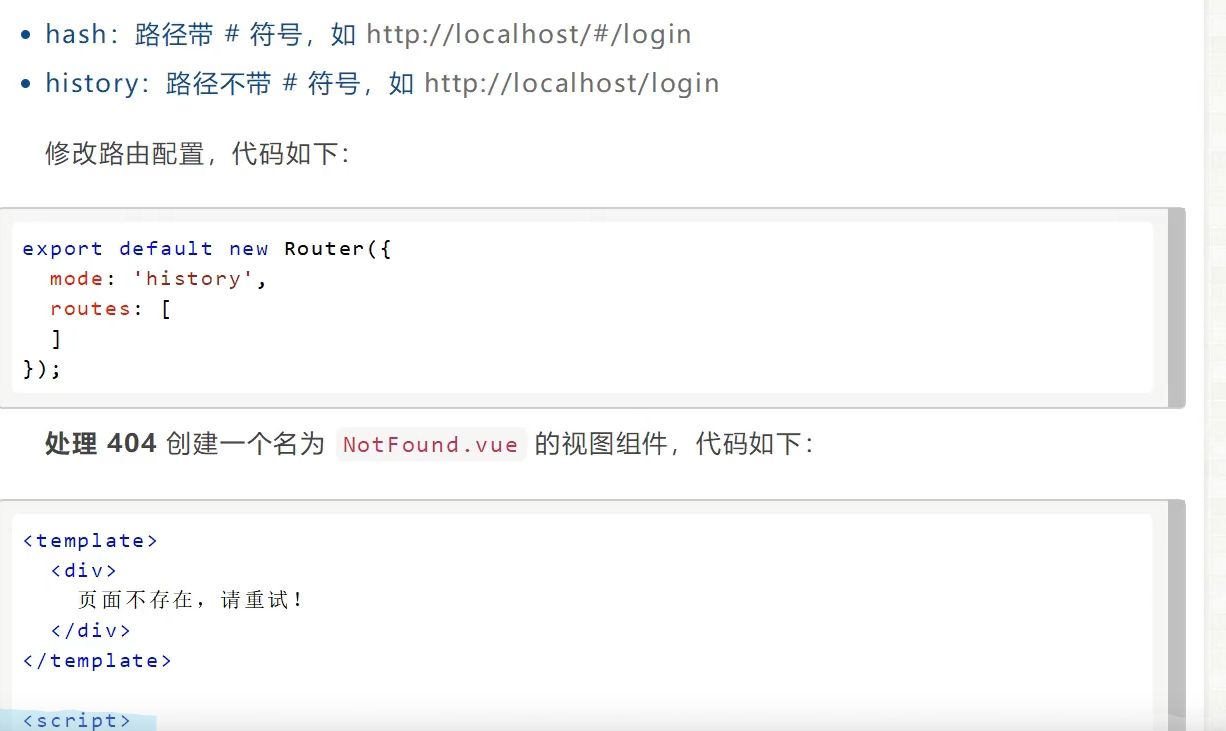 • hash：路径带 # 符号，如 http://localhost/#/login
• history：路径不带 # 符号，如 http://localhost/login
修改路由配置，代码如下：
export default new Router({
  mode: 'history',
  routes: [
  ]
});
处理 404 创建一个名为 NotFound.vue 的视图组件，代码如下：
<template>
  <div>
    页面不存在，请重试！
  </div>
</template>
<script>